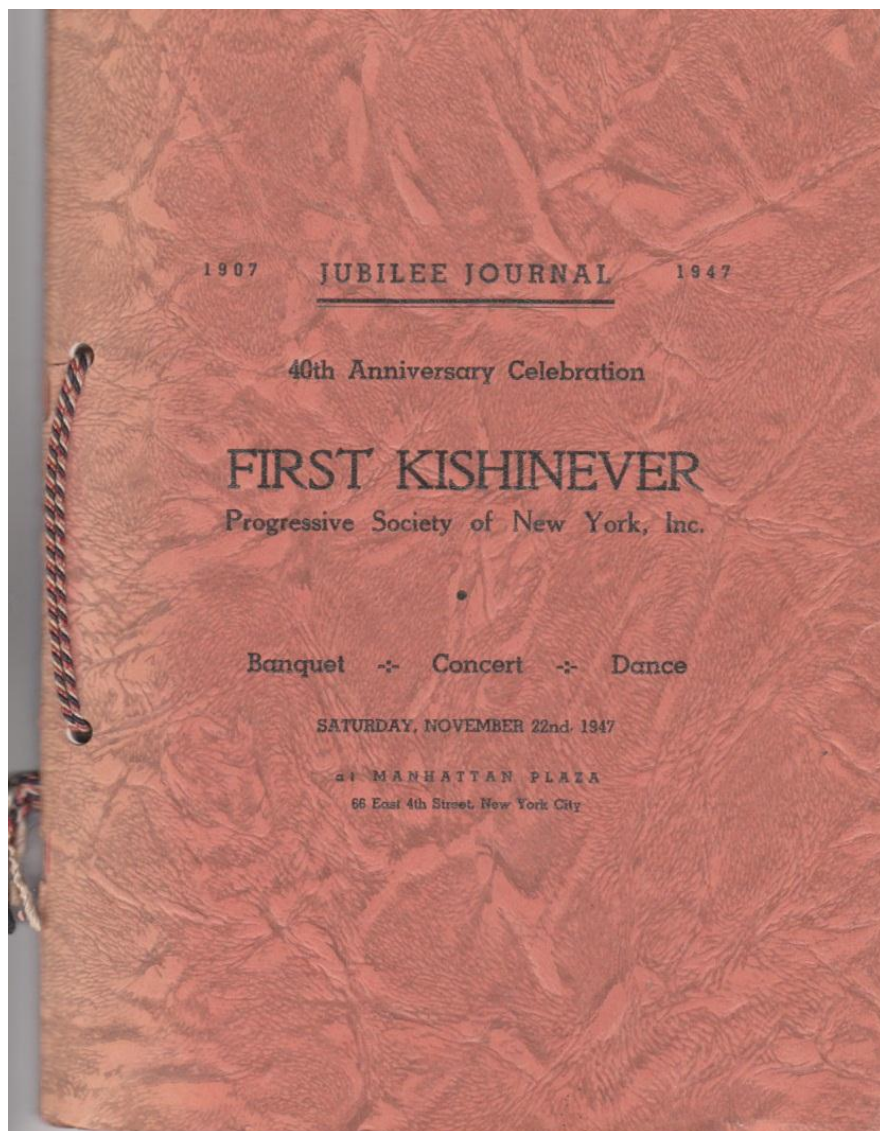 1907 JUBILEE JOURNAL 1947
40th Anniversary Celebration
FIRST KISHINEVER
Progressive Society of New York, Inc.
•
Banquet -:- Concert -:- Dance
SATURDAY, NOVEMBER 22nd, 1947
at MANHATTAN PLAZA
66 East 4th Street, New York City